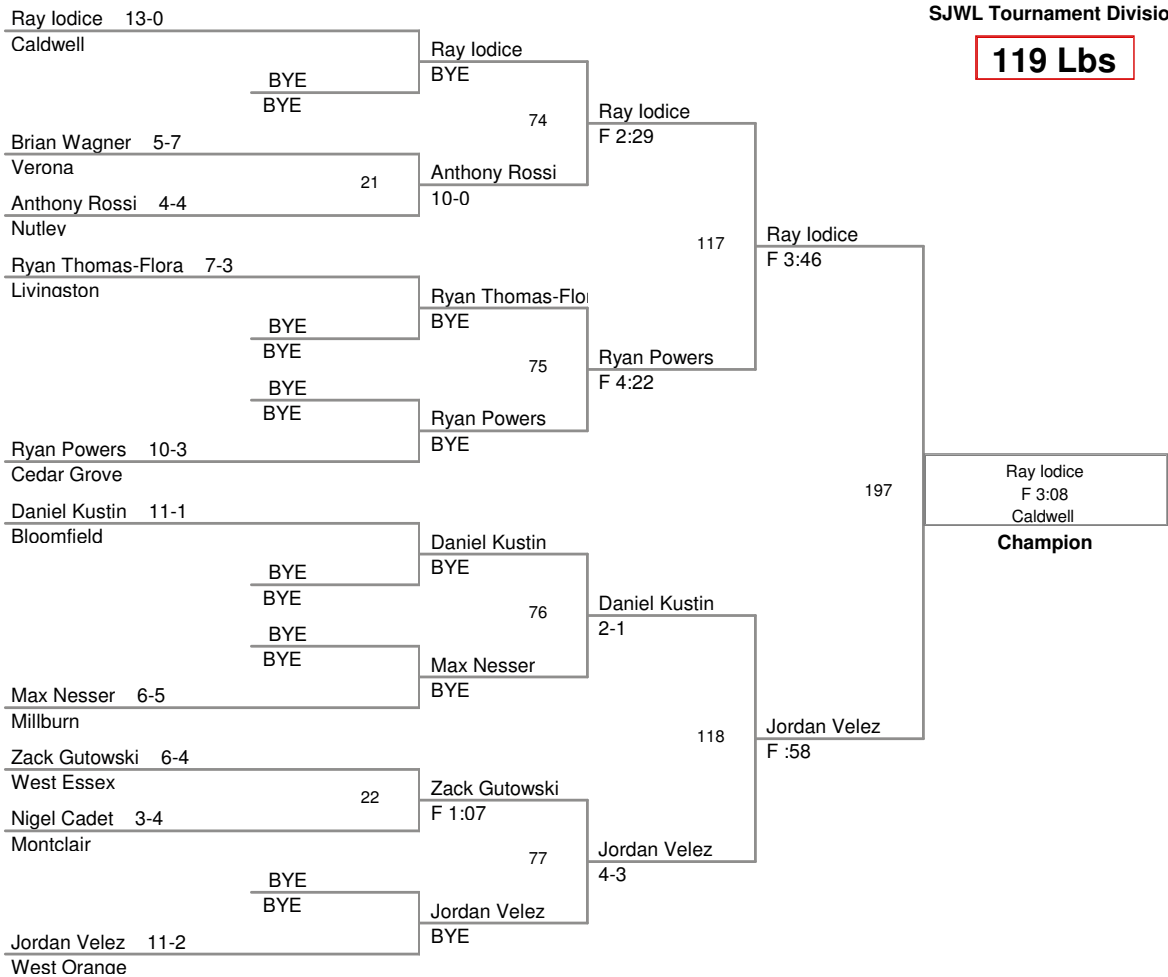 SJWL Tournament Divisio
119 Lbs
Ray Iodice 13-0
Caldwell
BYE
BYE
Brian Wagner 5-7
Verona
21
Anthony Rossi 4-4
Nutley
Ryan Thomas-Flora 7-3
Livingston
BYE
BYE
BYE
BYE
Ryan Powers 10-3
Cedar Grove
Daniel Kustin 11-1
Bloomfield
BYE
BYE
BYE
BYE
Max Nesser 6-5
Millburn
Zack Gutowski 6-4
West Essex
22
Nigel Cadet 3-4
Montclair
BYE
BYE
Jordan Velez 11-2
West Orange
Ray Iodice
BYE
74
Anthony Rossi
10-0
Ryan Thomas-Flor
BYE
75
Ryan Powers
BYE
Daniel Kustin
BYE
76
Max Nesser
BYE
Zack Gutowski
F 1:07
77
Jordan Velez
BYE
Ray Iodice
F 2:29
117
Ryan Powers
F 4:22
Daniel Kustin
2-1
118
Jordan Velez
4-3
Ray Iodice
F 3:46
197
Jordan Velez
F :58
Ray Iodice
F 3:08
Caldwell
Champion